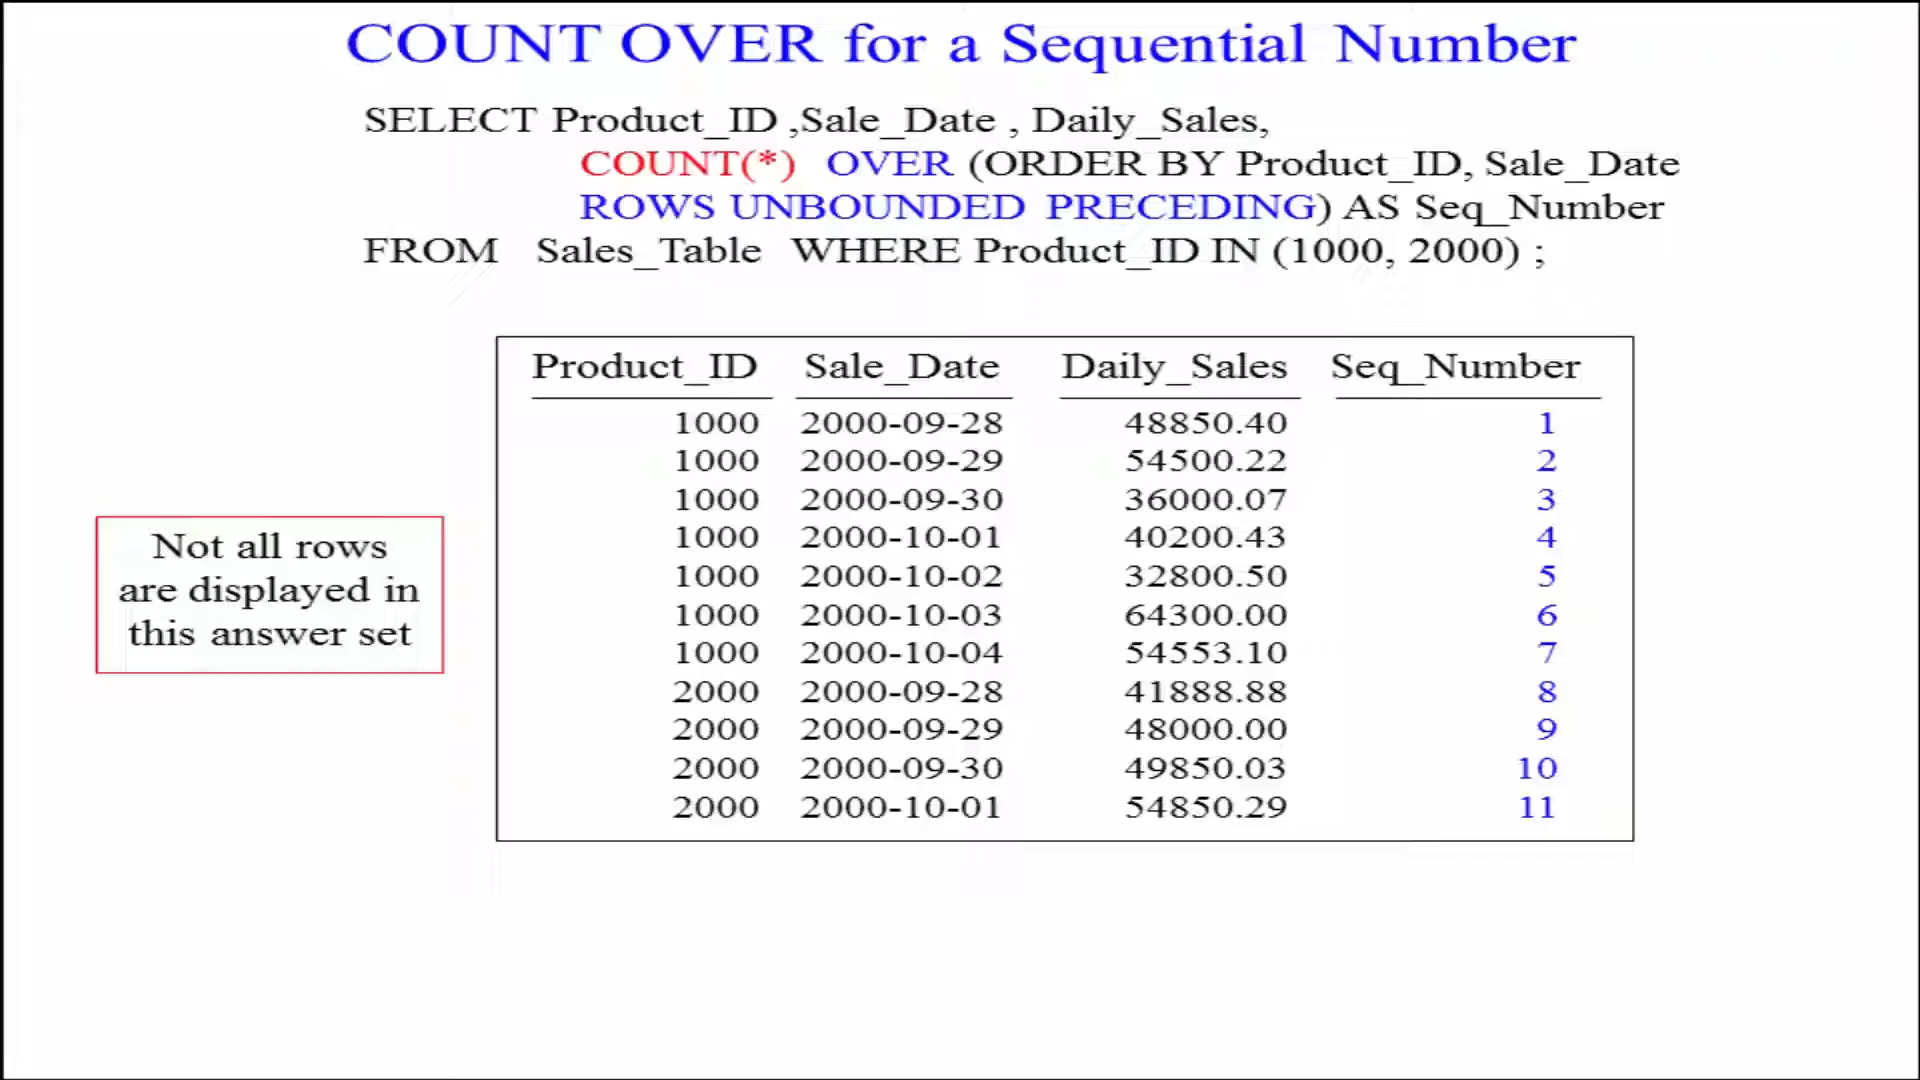 COUNT OVER for a Sequential Number
SELECT Product_ID ,Sale_Date , Daily_Sales,
COUNT(*) OVER (ORDER BY Product_ID, Sale_Date
ROWS UNBOUNDED PRECEDING) AS Seq_Number
FROM Sales_Table WHERE Product_ID IN (1000, 2000) ;
Product_ID Sale_Date Daily_Sales Seq_Number
1000 2000-09-28 48850.40 1
1000 2000-09-29 54500.22 2
1000 2000-09-30 36000.07 3
1000 2000-10-01 40200.43 4
1000 2000-10-02 32800.50 5
1000 2000-10-03 64300.00 6
1000 2000-10-04 54553.10 7
2000 2000-09-28 41888.88 8
2000 2000-09-29 48000.00 9
2000 2000-09-30 49850.03 10
2000 2000-10-01 54850.29 11
Not all rows
are displayed in
this answer set